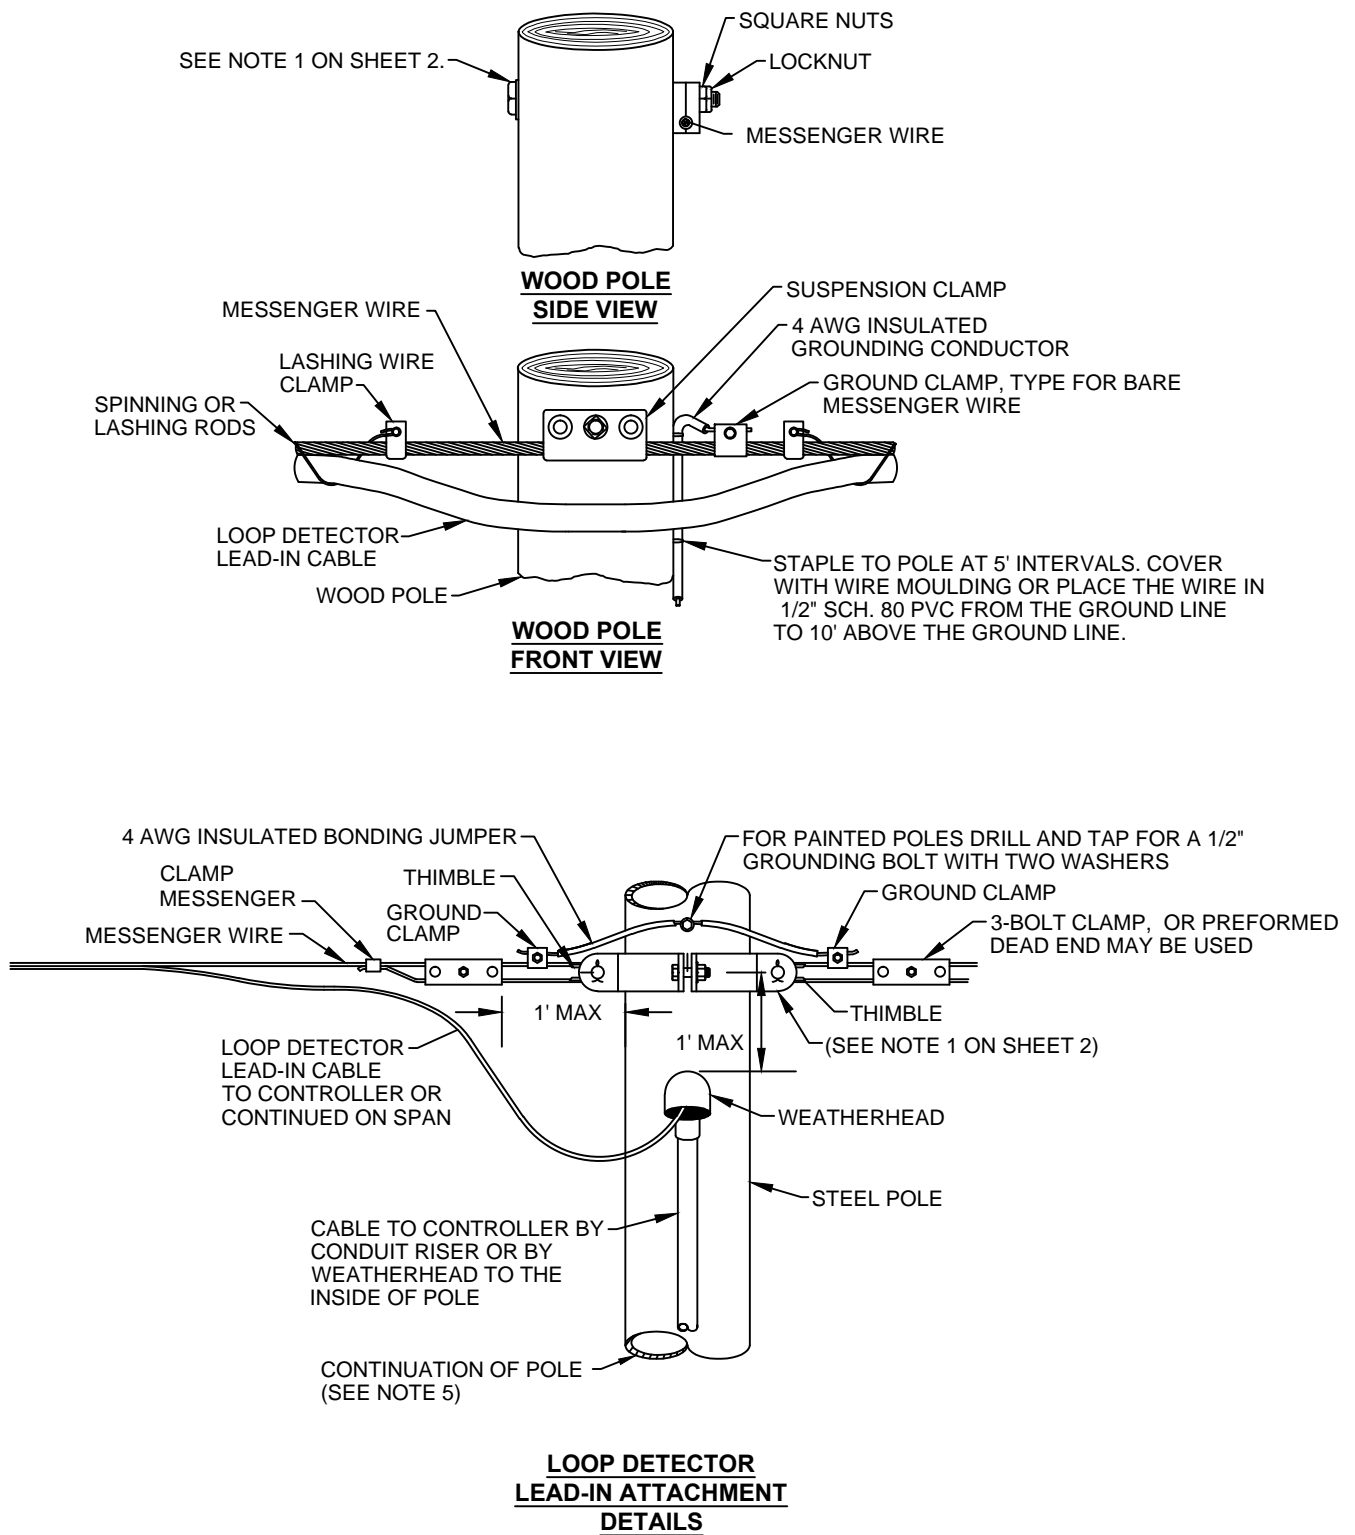 SQUARE NUTS
SEE NOTE 1 ON SHEET 2.
LOCKNUT
MESSENGER WIRE
WOOD POLE
SIDE VIEW
MESSENGER WIRE
SUSPENSION CLAMP
4 AWG INSULATED
GROUNDING CONDUCTOR
LASHING WIRE
CLAMP
GROUND CLAMP, TYPE FOR BARE
MESSENGER WIRE
SPINNING OR
LASHING RODS
LOOP DETECTOR
LEAD-IN CABLE
WOOD POLE
STAPLE TO POLE AT 5' INTERVALS. COVER
WITH WIRE MOULDING OR PLACE THE WIRE IN
1/2" SCH. 80 PVC FROM THE GROUND LINE
TO 10' ABOVE THE GROUND LINE.
WOOD POLE
FRONT VIEW
4 AWG INSULATED BONDING JUMPER
FOR PAINTED POLES DRILL AND TAP FOR A 1/2"
GROUNDING BOLT WITH TWO WASHERS
CLAMP
MESSENGER
THIMBLE
GROUND CLAMP
GROUND
CLAMP
3-BOLT CLAMP, OR PREFORMED
DEAD END MAY BE USED
MESSENGER WIRE
1' MAX
THIMBLE
1' MAX
(SEE NOTE 1 ON SHEET 2)
LOOP DETECTOR
LEAD-IN CABLE
TO CONTROLLER OR
CONTINUED ON SPAN
WEATHERHEAD
STEEL POLE
CABLE TO CONTROLLER BY
CONDUIT RISER OR BY
WEATHERHEAD TO THE
INSIDE OF POLE
CONTINUATION OF POLE
(SEE NOTE 5)
LOOP DETECTOR
LEAD-IN ATTACHMENT
DETAILS